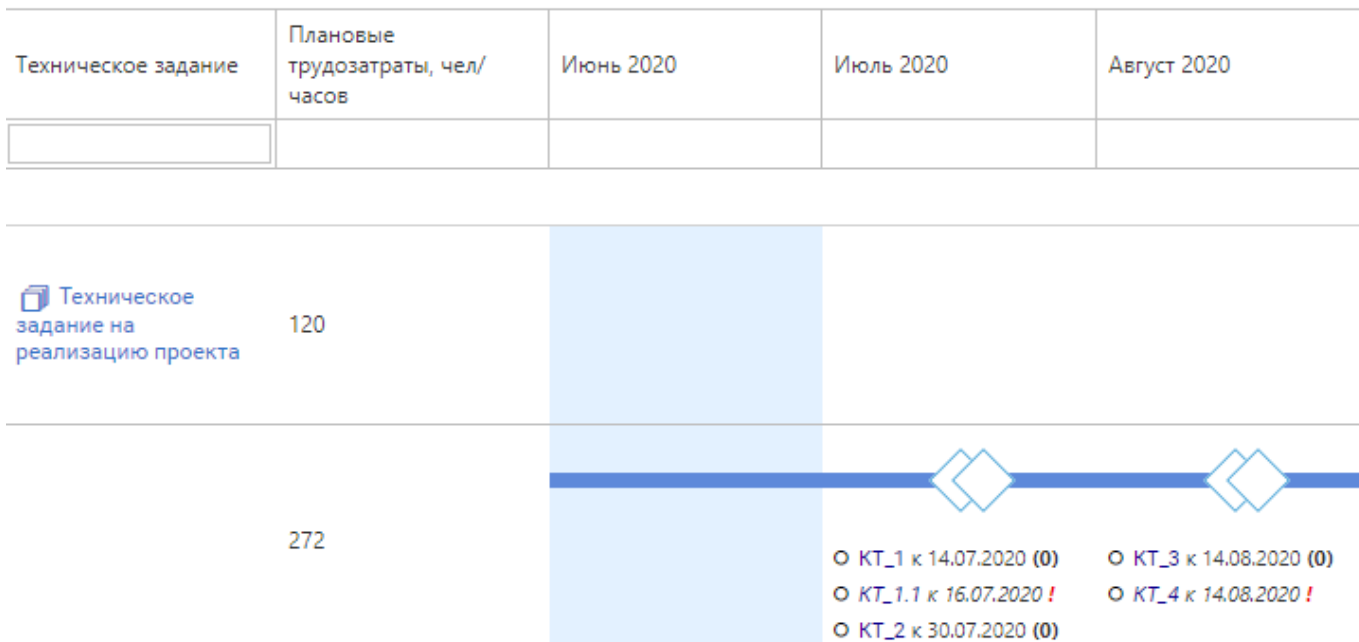 Техническое задание
Плановые
трудозатраты, чел/
часов
Июнь 2020
Июль 2020
Август 2020
Техническое
задание на
реализацию проекта
120
272
КТ_1 к 14.07.2020 (0)
КТ_1.1 к 16.07.2020 !
КТ_2 к 30.07.2020 (0)
КТ_3 к 14.08.2020 (0)
КТ_4 к 14.08.2020 !